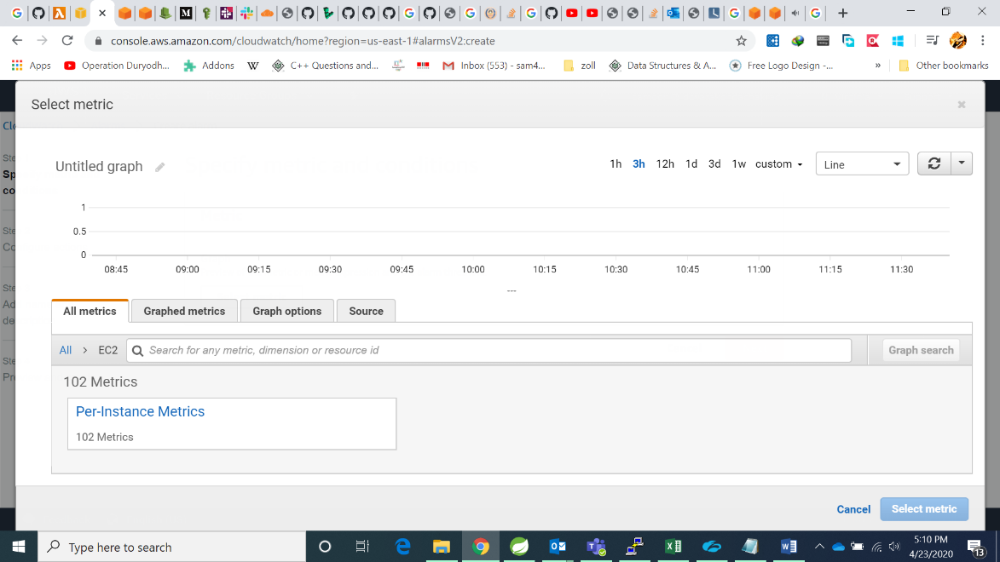 console.aws.amazon.com/cloudwatch/home?region=us-east-1#alarmsV2:create
Apps Operation Duryodh... Addons W C++ Questions and... Inbox (553) - sam4... zoll Data Structures & A... Free Logo Design -... » Other bookmarks
Select metric
Untitled graph
1h 3h 12h 1d 3d 1w custom Line
1
0.5
0
08:45 09:00 09:15 09:30 09:45 10:00 10:15 10:30 10:45 11:00 11:15 11:30
---
All metrics Graphed metrics Graph options Source
All > EC2 Search for any metric, dimension or resource id Graph search
102 Metrics
Per-Instance Metrics
102 Metrics
Cancel Select metric
Type here to search
5:10 PM
4/23/2020
13